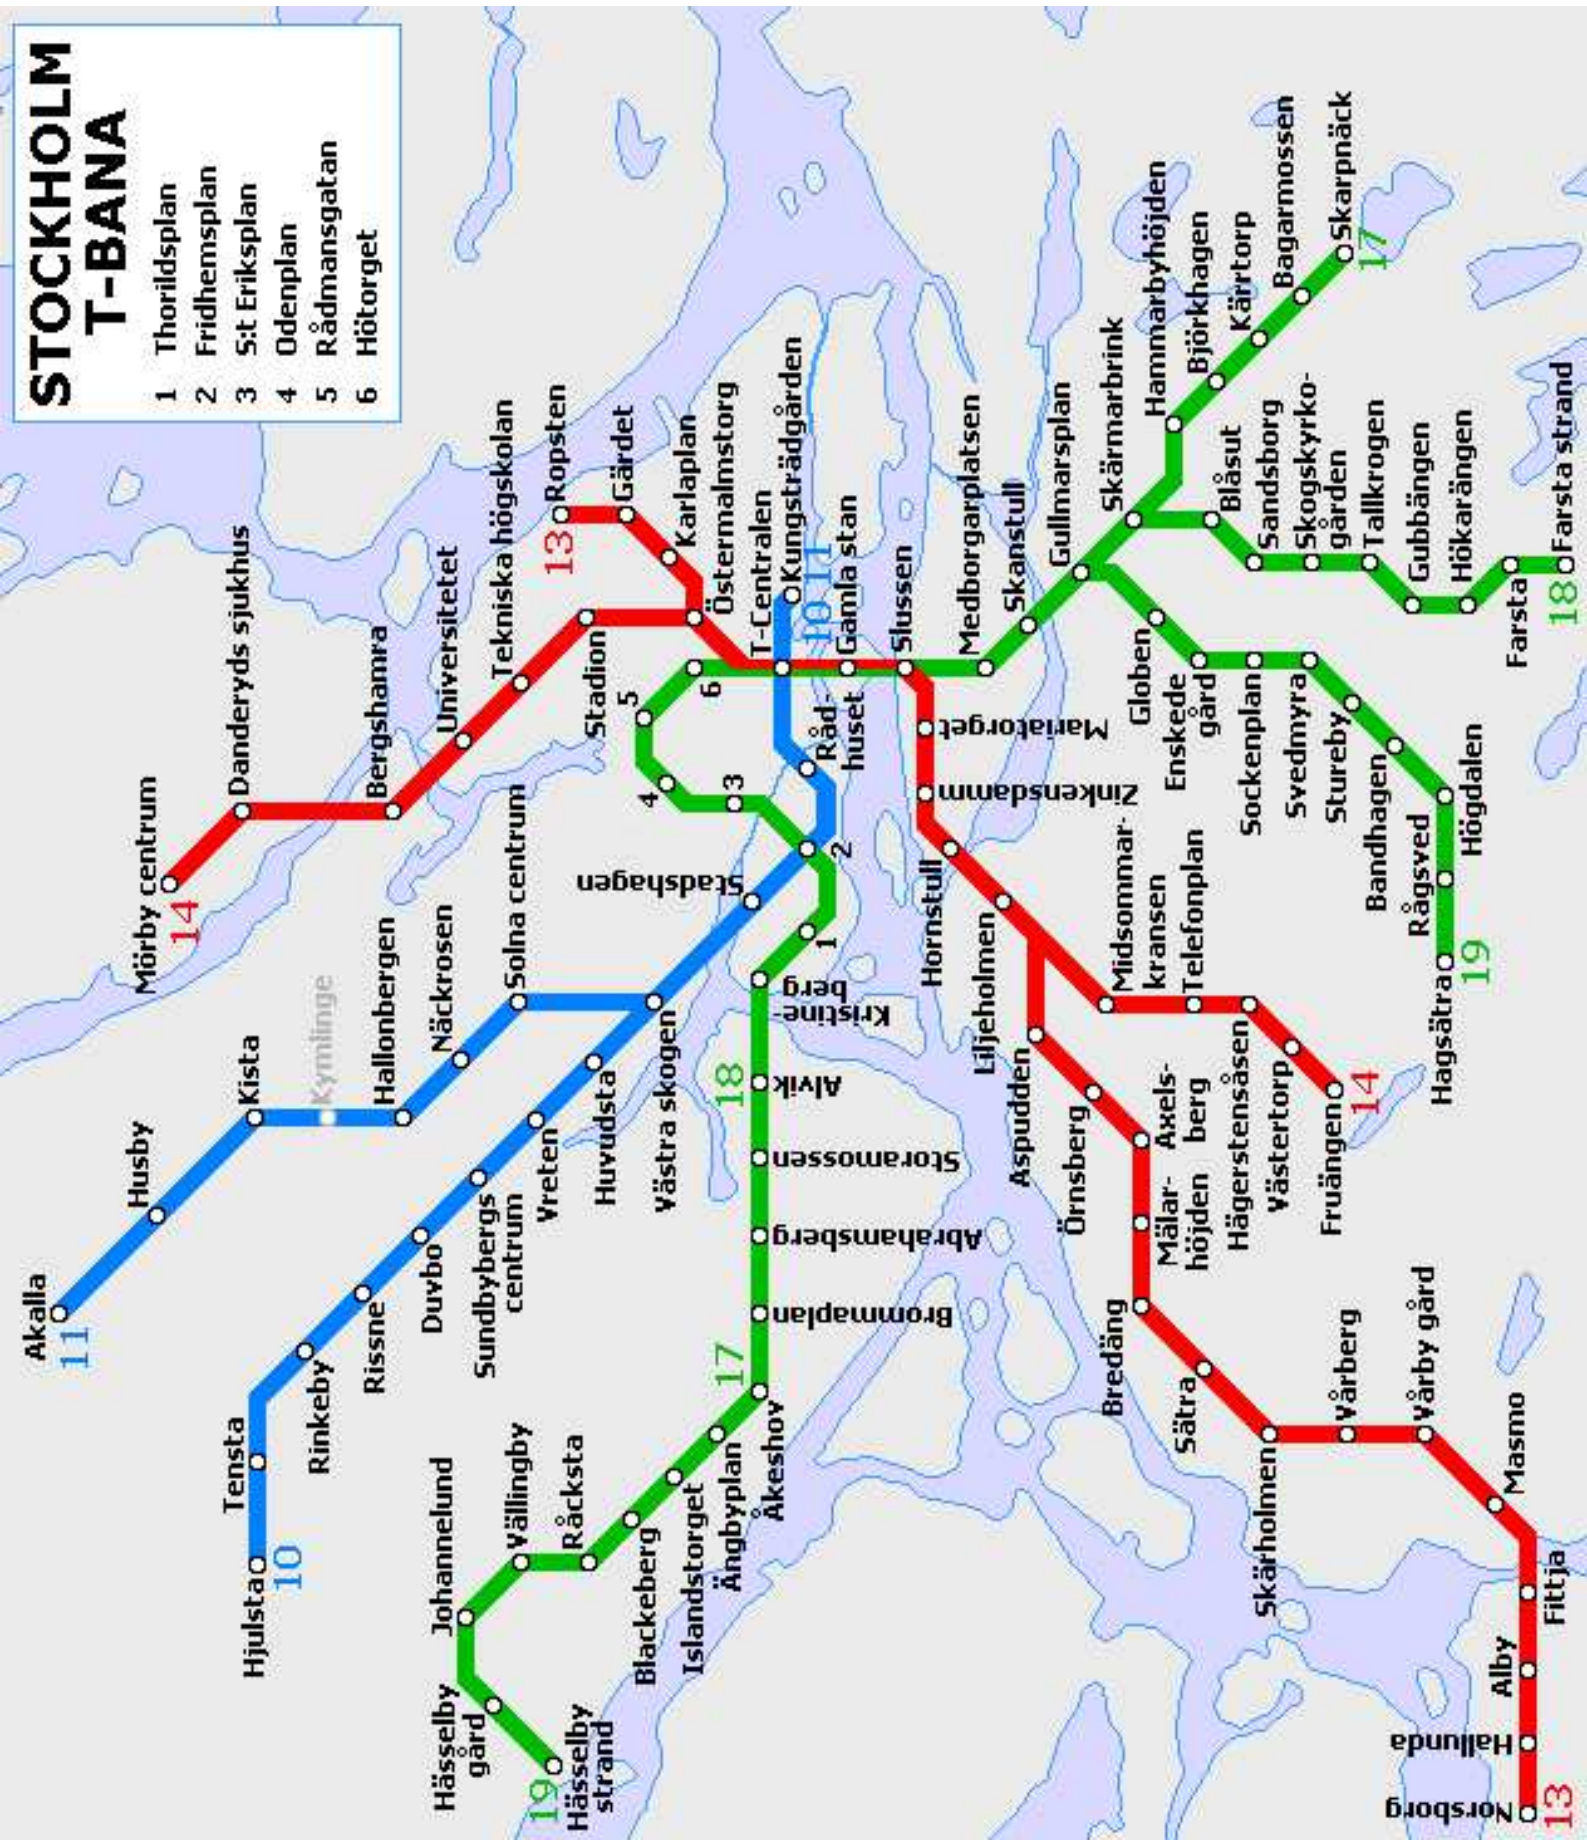 STOCKHOLM
T-BANA
1 Thorildsplan
2 Fridhemsplan
3 S:t Eriksplan
4 Odenplan
5 Rådmansgatan
6 Hötorget
Akalla
11
Husby
Kista
Kymlinge
Hallonbergen
Näckrosen
Solna centrum
Hjulsta
10
Tensta
Rinkeby
Rissne
Duvbo
Sundbybergs
centrum
Vreten
Huvudsta
Västra skogen
Stadshagen
Råd-
huset
T-Centralen
Kungsträdgården
10 11
Mörby centrum
14
Danderyds sjukhus
Bergshamra
Universitetet
Tekniska högskolan
Stadion
Ropsten
13
Gärdet
Karlaplan
Östermalmstorg
Gamla stan
Slussen
Mariatorget
Zinkensdamm
Hornstull
Liljeholmen
Midsommar-
kransen
Telefonplan
Hägerstensåsen
Västertorp
Fruängen
14
Aspudden
Örnsberg
Axels-
berg
Mälar-
höjden
Bredäng
Sätra
Skärholmen
Vårberg
Vårby gård
Masmo
Fittja
Alby
Hallunda
Norsborg
13
Hässelby
strand
19
Hässelby
gård
Johannelund
Vällingby
Råcksta
Blackeberg
Islandstorget
Ängbyplan
Åkeshov
17
Brommaplan
Abrahamsberg
Storamossen
Alvik
18
Kristine-
berg
1
2
3
4
5
6
Medborgarplatsen
Skanstull
Gullmarsplan
Skärmarbrink
Hammarbyhöjden
Björkhagen
Kärrtorp
Bagarmossen
Skarpnäck
17
Blåsut
Sandsborg
Skogskyrko-
gården
Tallkrogen
Gubbängen
Hökarängen
Farsta
Farsta strand
18
Globen
Enskede
gård
Sockenplan
Svedmyra
Stureby
Bandhagen
Högdalen
Rågsved
Hagsätra
19